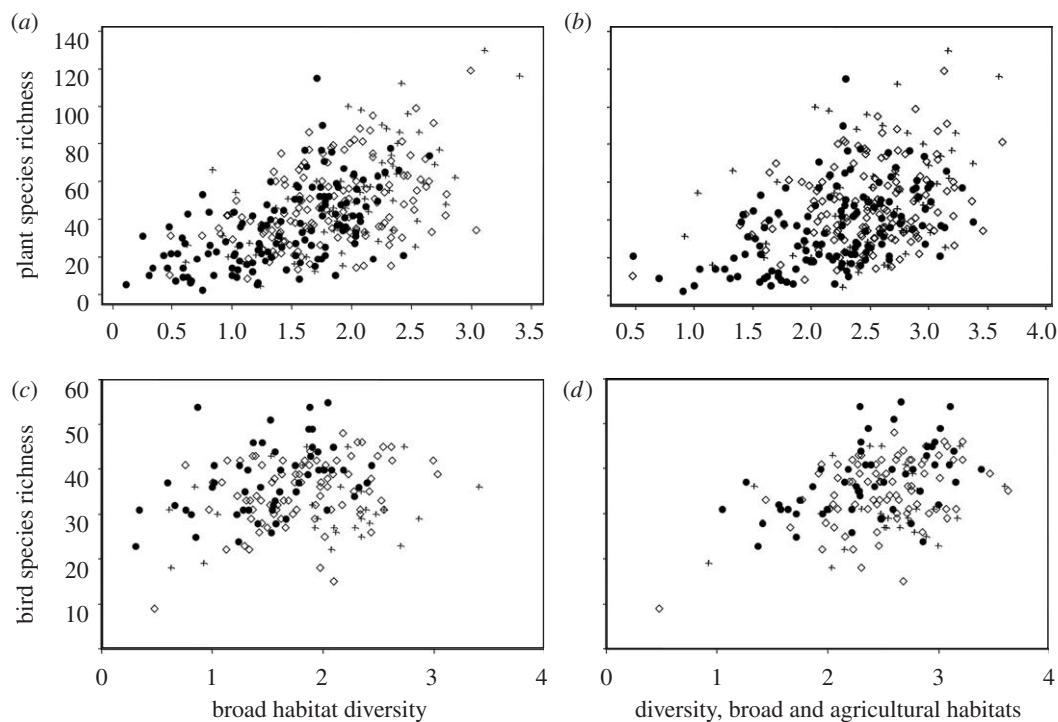 (a)
(b)
plant species richness
140
120
100
80
60
40
20
0
0 0.5 1.0 1.5 2.0 2.5 3.0 3.5
0.5 1.0 1.5 2.0 2.5 3.0 3.5 4.0
(c)
(d)
bird species richness
60
50
40
30
20
10
1 2 3 4
1 2 3 4
broad habitat diversity
diversity, broad and agricultural habitats